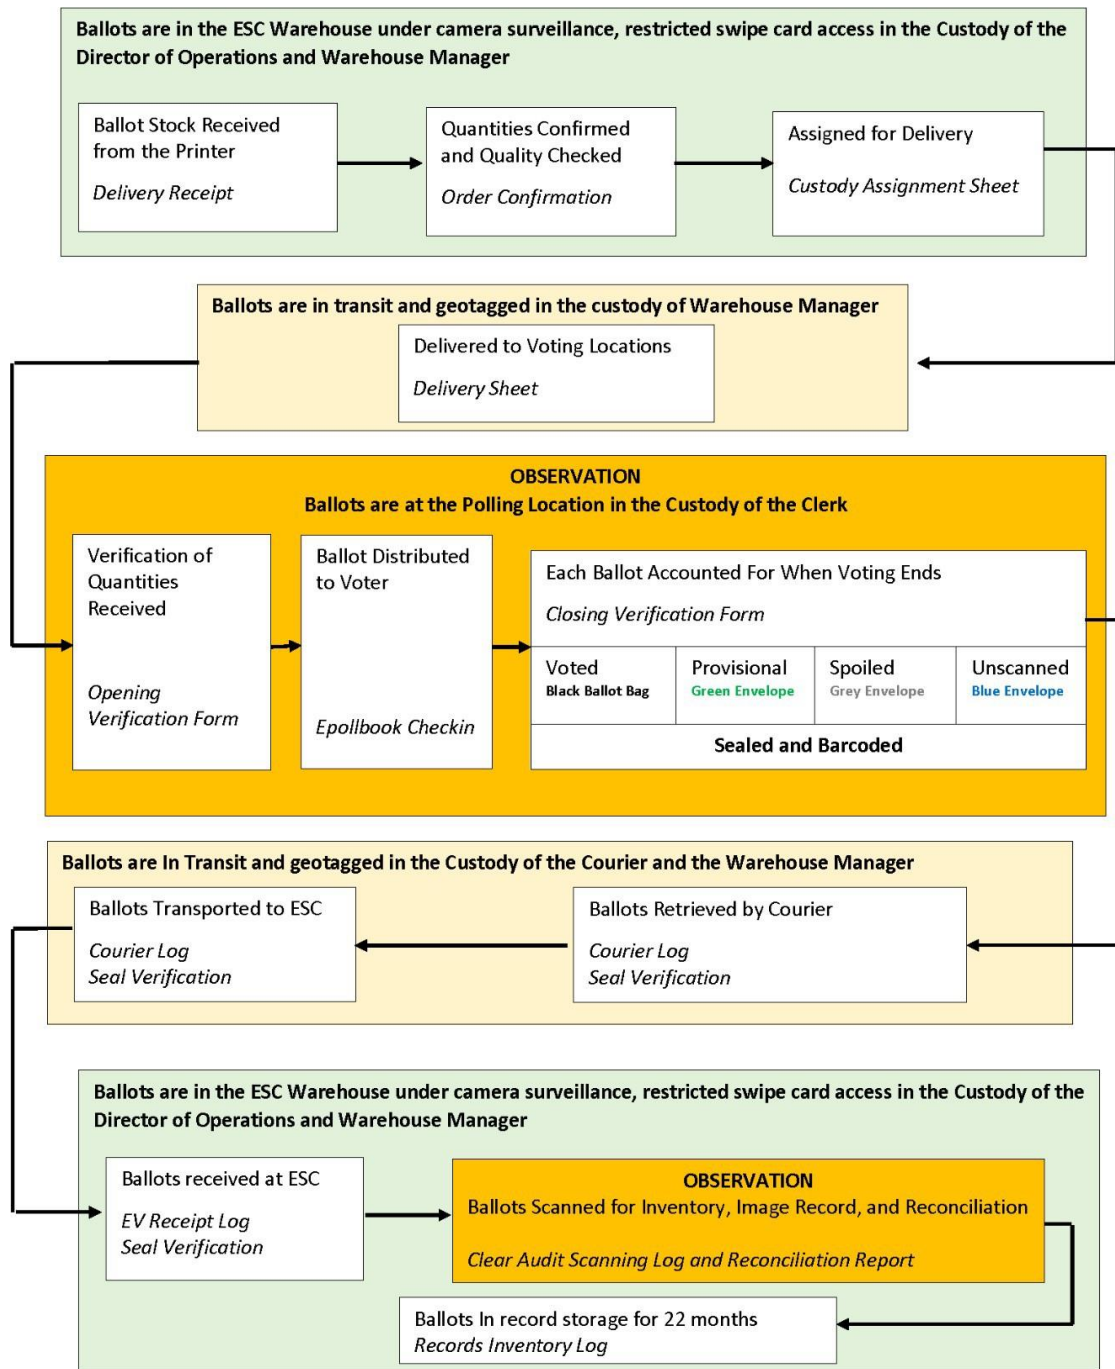 Ballots are in the ESC Warehouse under camera surveillance, restricted swipe card access in the Custody of the
Director of Operations and Warehouse Manager
Ballot Stock Received
from the Printer
Delivery Receipt
Quantities Confirmed
and Quality Checked
Order Confirmation
Assigned for Delivery
Custody Assignment Sheet
Ballots are in transit and geotagged in the custody of Warehouse Manager
Delivered to Voting Locations
Delivery Sheet
OBSERVATION
Ballots are at the Polling Location in the Custody of the Clerk
Verification of
Quantities
Received
Opening
Verification Form
Ballot Distributed
to Voter
Epollbook Checkin
Each Ballot Accounted For When Voting Ends
Closing Verification Form
Voted
Black Ballot Bag
Provisional
Green Envelope
Spoiled
Grey Envelope
Unscanned
Blue Envelope
Sealed and Barcoded
Ballots are In Transit and geotagged in the Custody of the Courier and the Warehouse Manager
Ballots Transported to ESC
Courier Log
Seal Verification
Ballots Retrieved by Courier
Courier Log
Seal Verification
Ballots are in the ESC Warehouse under camera surveillance, restricted swipe card access in the Custody of the
Director of Operations and Warehouse Manager
Ballots received at ESC
EV Receipt Log
Seal Verification
OBSERVATION
Ballots Scanned for Inventory, Image Record, and Reconciliation
Clear Audit Scanning Log and Reconciliation Report
Ballots In record storage for 22 months
Records Inventory Log